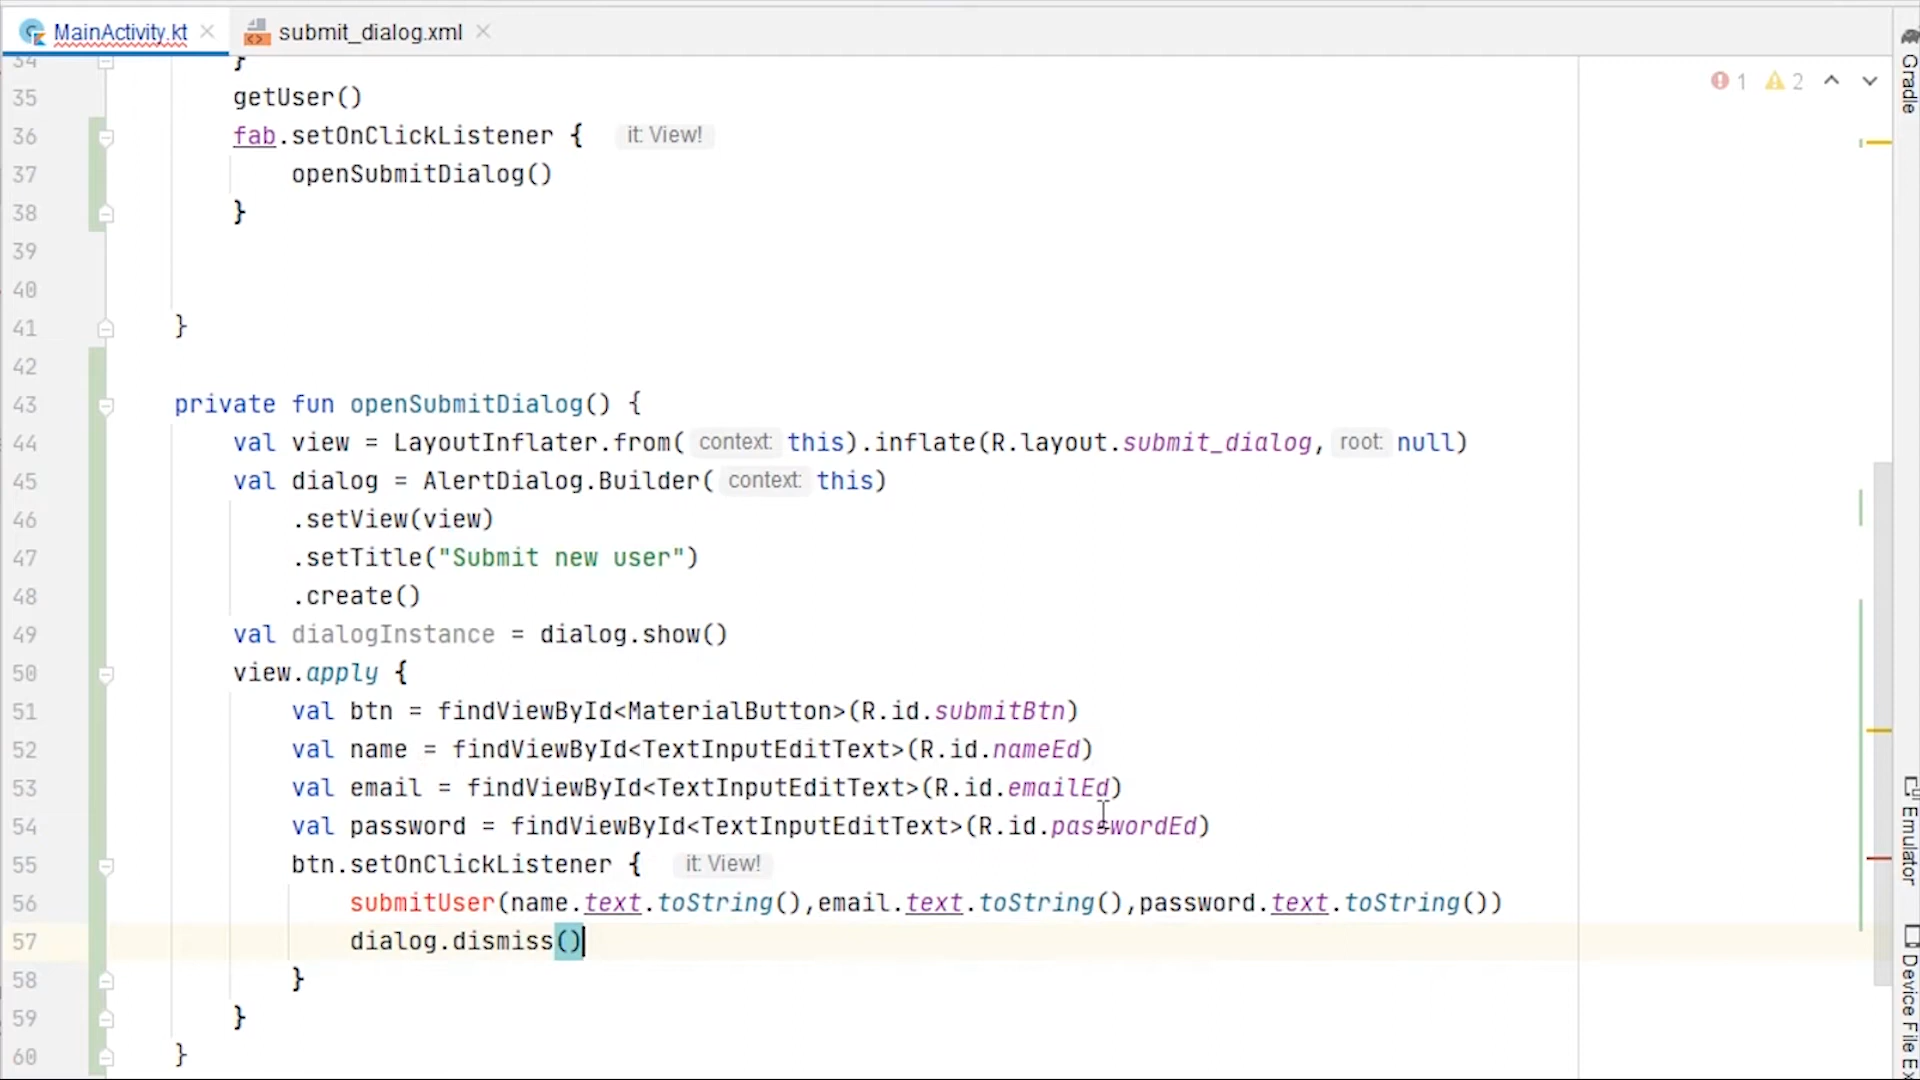 MainActivity.kt submit_dialog.xml
34 }
35 getUser()
36 fab.setOnClickListener { it: View!
37 openSubmitDialog()
38 }
39
40
41 }
42
43 private fun openSubmitDialog() {
44 val view = LayoutInflater.from( context: this).inflate(R.layout.submit_dialog, root: null)
45 val dialog = AlertDialog.Builder( context: this)
46 .setView(view)
47 .setTitle("Submit new user")
48 .create()
49 val dialogInstance = dialog.show()
50 view.apply {
51 val btn = findViewById<MaterialButton>(R.id.submitBtn)
52 val name = findViewById<TextInputEditText>(R.id.nameEd)
53 val email = findViewById<TextInputEditText>(R.id.emailEd)
54 val password = findViewById<TextInputEditText>(R.id.passwordEd)
55 btn.setOnClickListener { it: View!
56 submitUser(name.text.toString(),email.text.toString(),password.text.toString())
57 dialog.dismiss()
58 }
59 }
60 }
1 2
Gradle
Emulator
Device File Ex